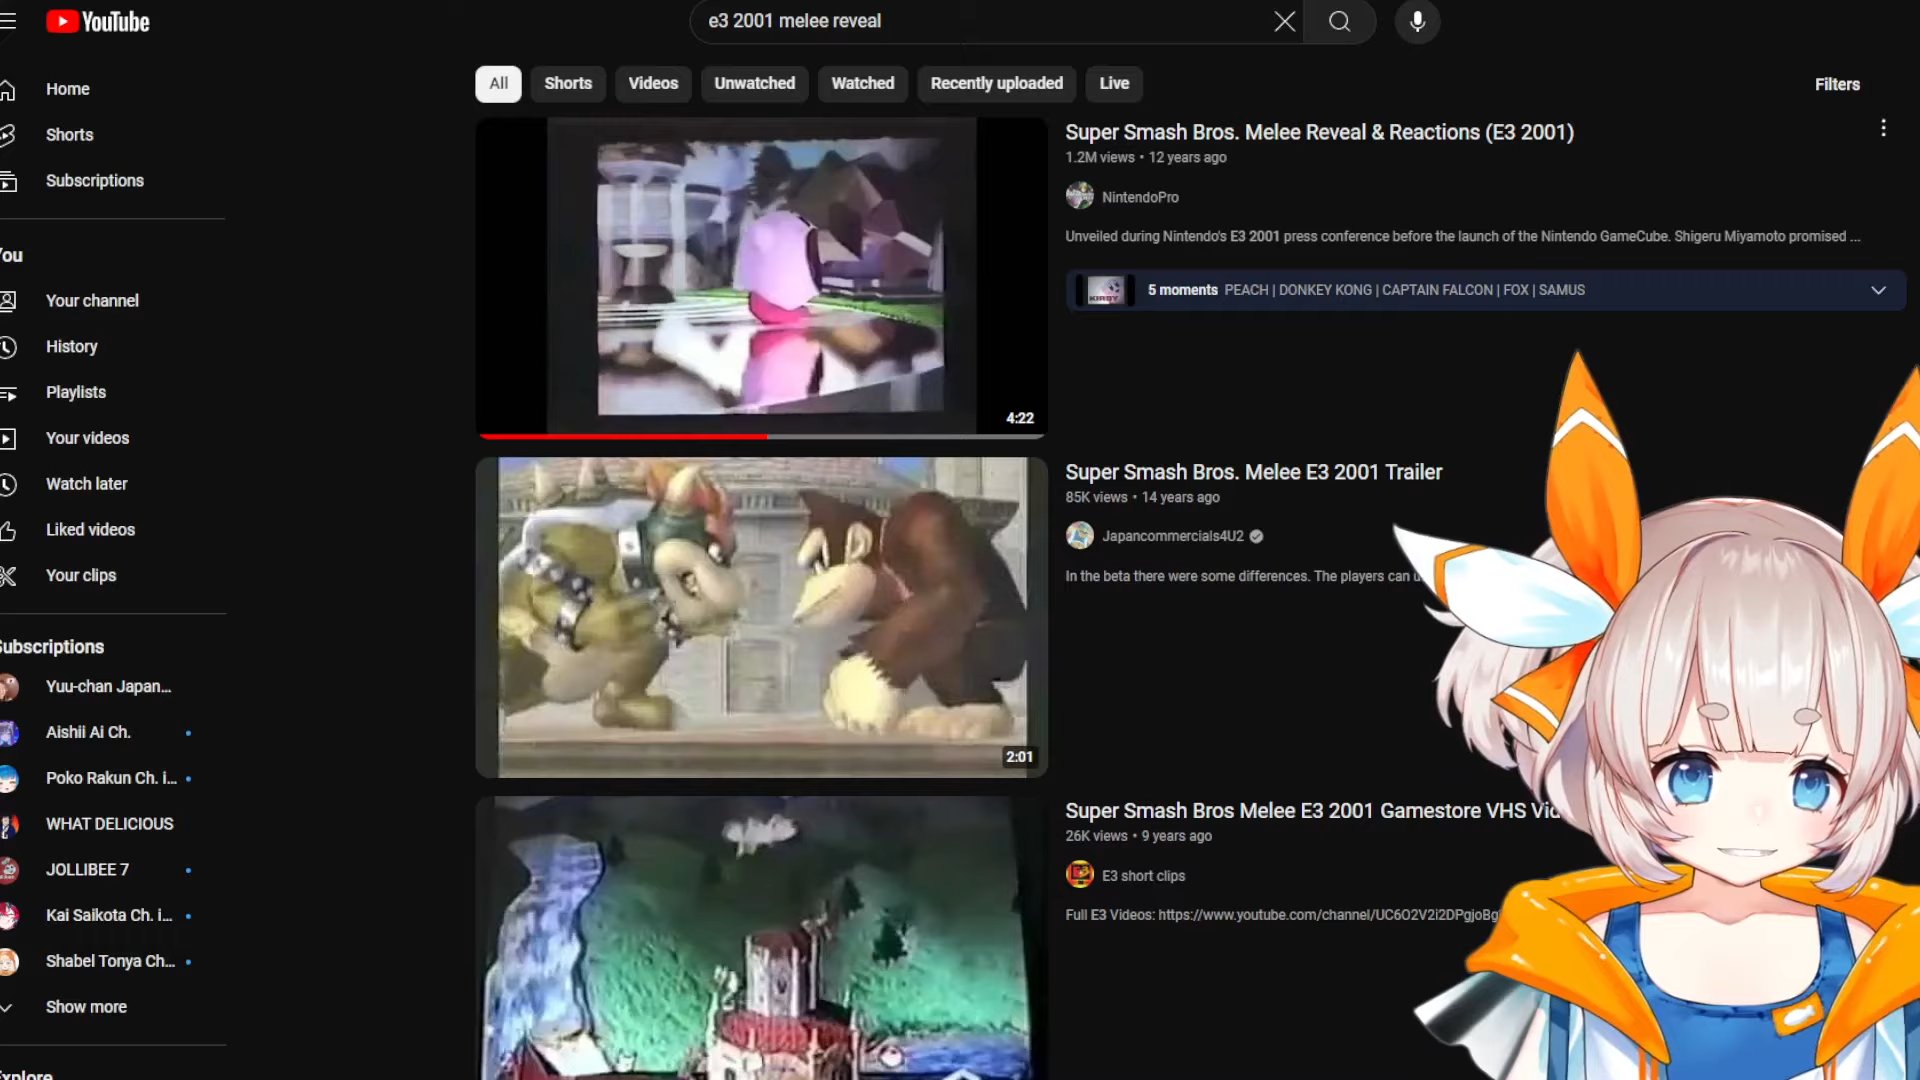 YouTube
e3 2001 melee reveal
Home
Shorts
Subscriptions
You
Your channel
History
Playlists
Your videos
Watch later
Liked videos
Your clips
Subscriptions
Yuu-chan Japan...
Aishii Ai Ch.
Poko Rakun Ch. i...
WHAT DELICIOUS
JOLLIBEE 7
Kai Saikota Ch. i...
Shabel Tonya Ch...
Show more
Explore
All
Shorts
Videos
Unwatched
Watched
Recently uploaded
Live
Filters
4:22
Super Smash Bros. Melee Reveal & Reactions (E3 2001)
1.2M views • 12 years ago
NintendoPro
Unveiled during Nintendo's E3 2001 press conference before the launch of the Nintendo GameCube. Shigeru Miyamoto promised ...
KIRBY
5 moments PEACH | DONKEY KONG | CAPTAIN FALCON | FOX | SAMUS
2:01
Super Smash Bros. Melee E3 2001 Trailer
85K views • 14 years ago
Japancommercials4U2
In the beta there were some differences. The players can
Super Smash Bros Melee E3 2001 Gamestore VHS
26K views • 9 years ago
E3 short clips
Full E3 Videos: https://www.youtube.com/channel/UC6O2V2i2DPgjoBg